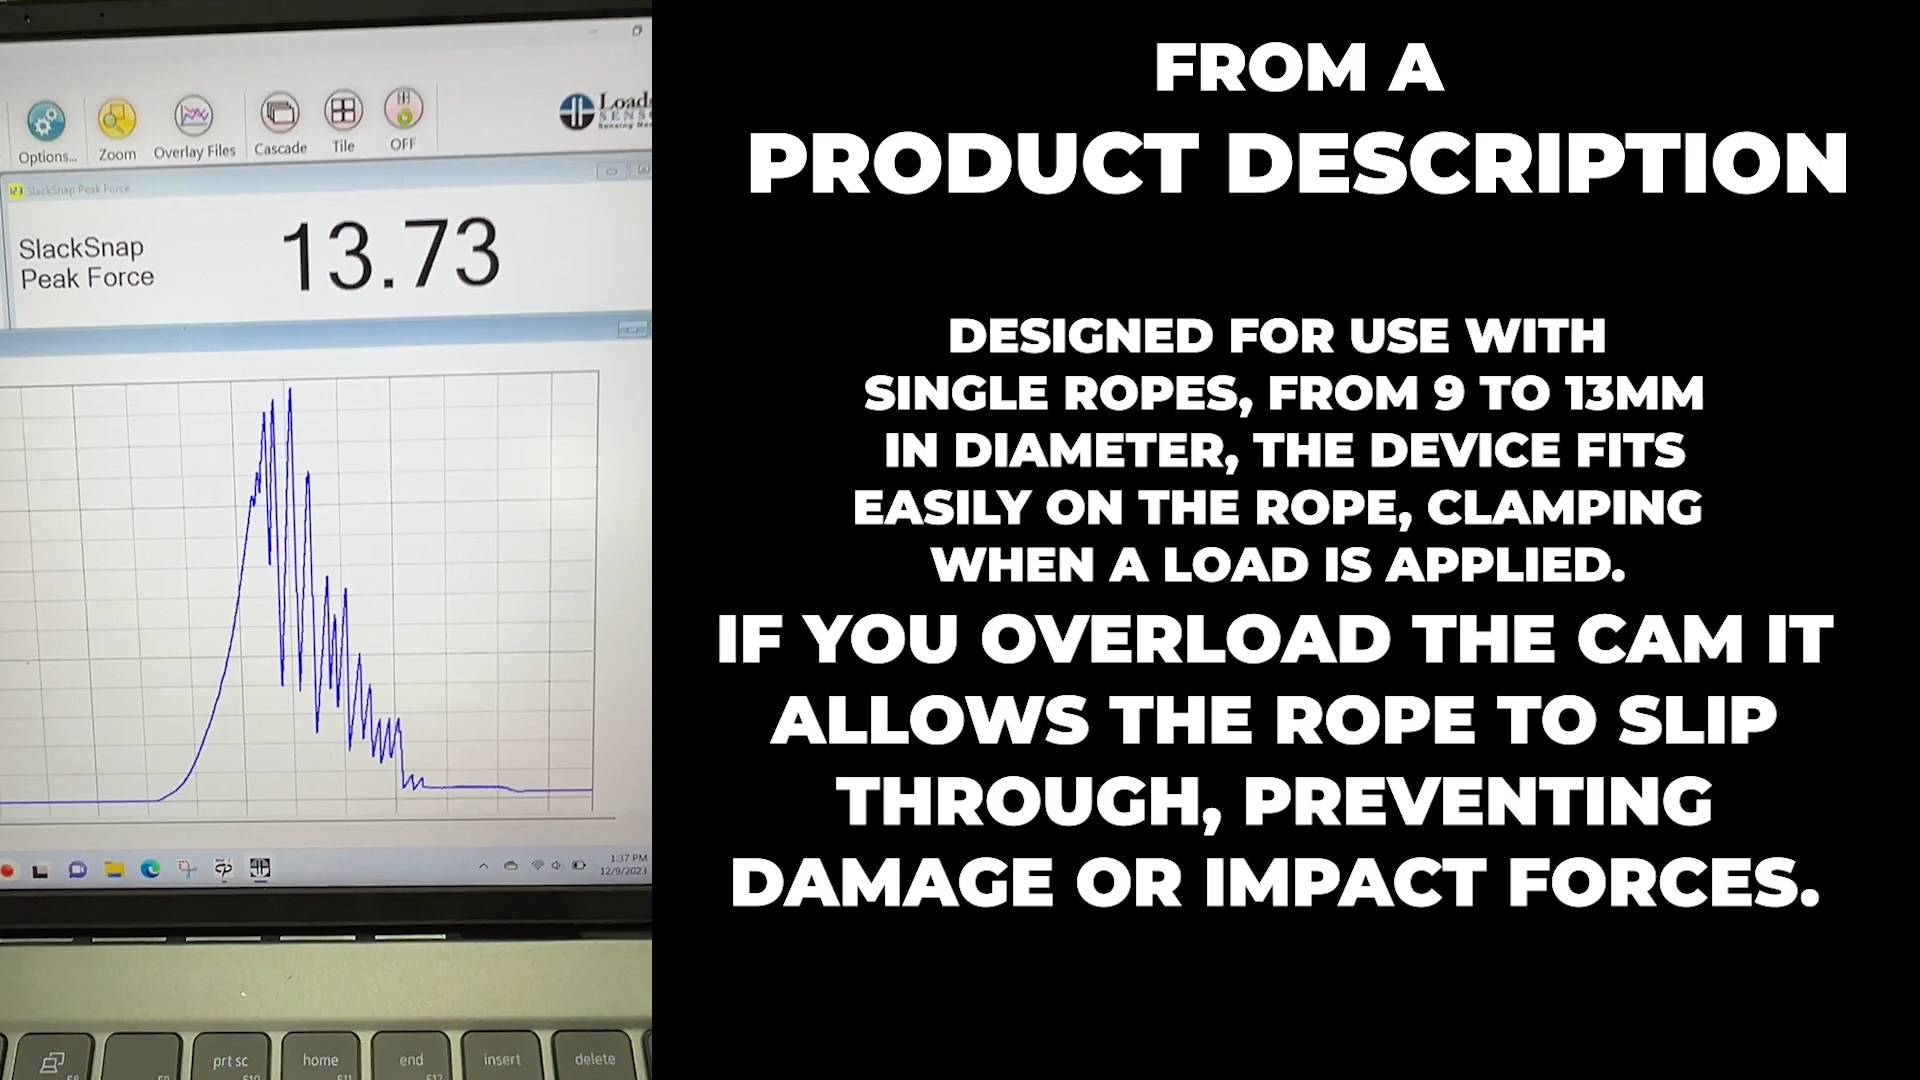 Options...
Zoom
Overlay Files
Cascade
Tile
OFF
Load
SlackSnap Peak Force
SlackSnap
Peak Force
13.73
1:37 PM
12/9/2023
prt sc
home
end
insert
delete
FROM A
PRODUCT DESCRIPTION
DESIGNED FOR USE WITH
SINGLE ROPES, FROM 9 TO 13MM
IN DIAMETER, THE DEVICE FITS
EASILY ON THE ROPE, CLAMPING
WHEN A LOAD IS APPLIED.
IF YOU OVERLOAD THE CAM IT
ALLOWS THE ROPE TO SLIP
THROUGH, PREVENTING
DAMAGE OR IMPACT FORCES.